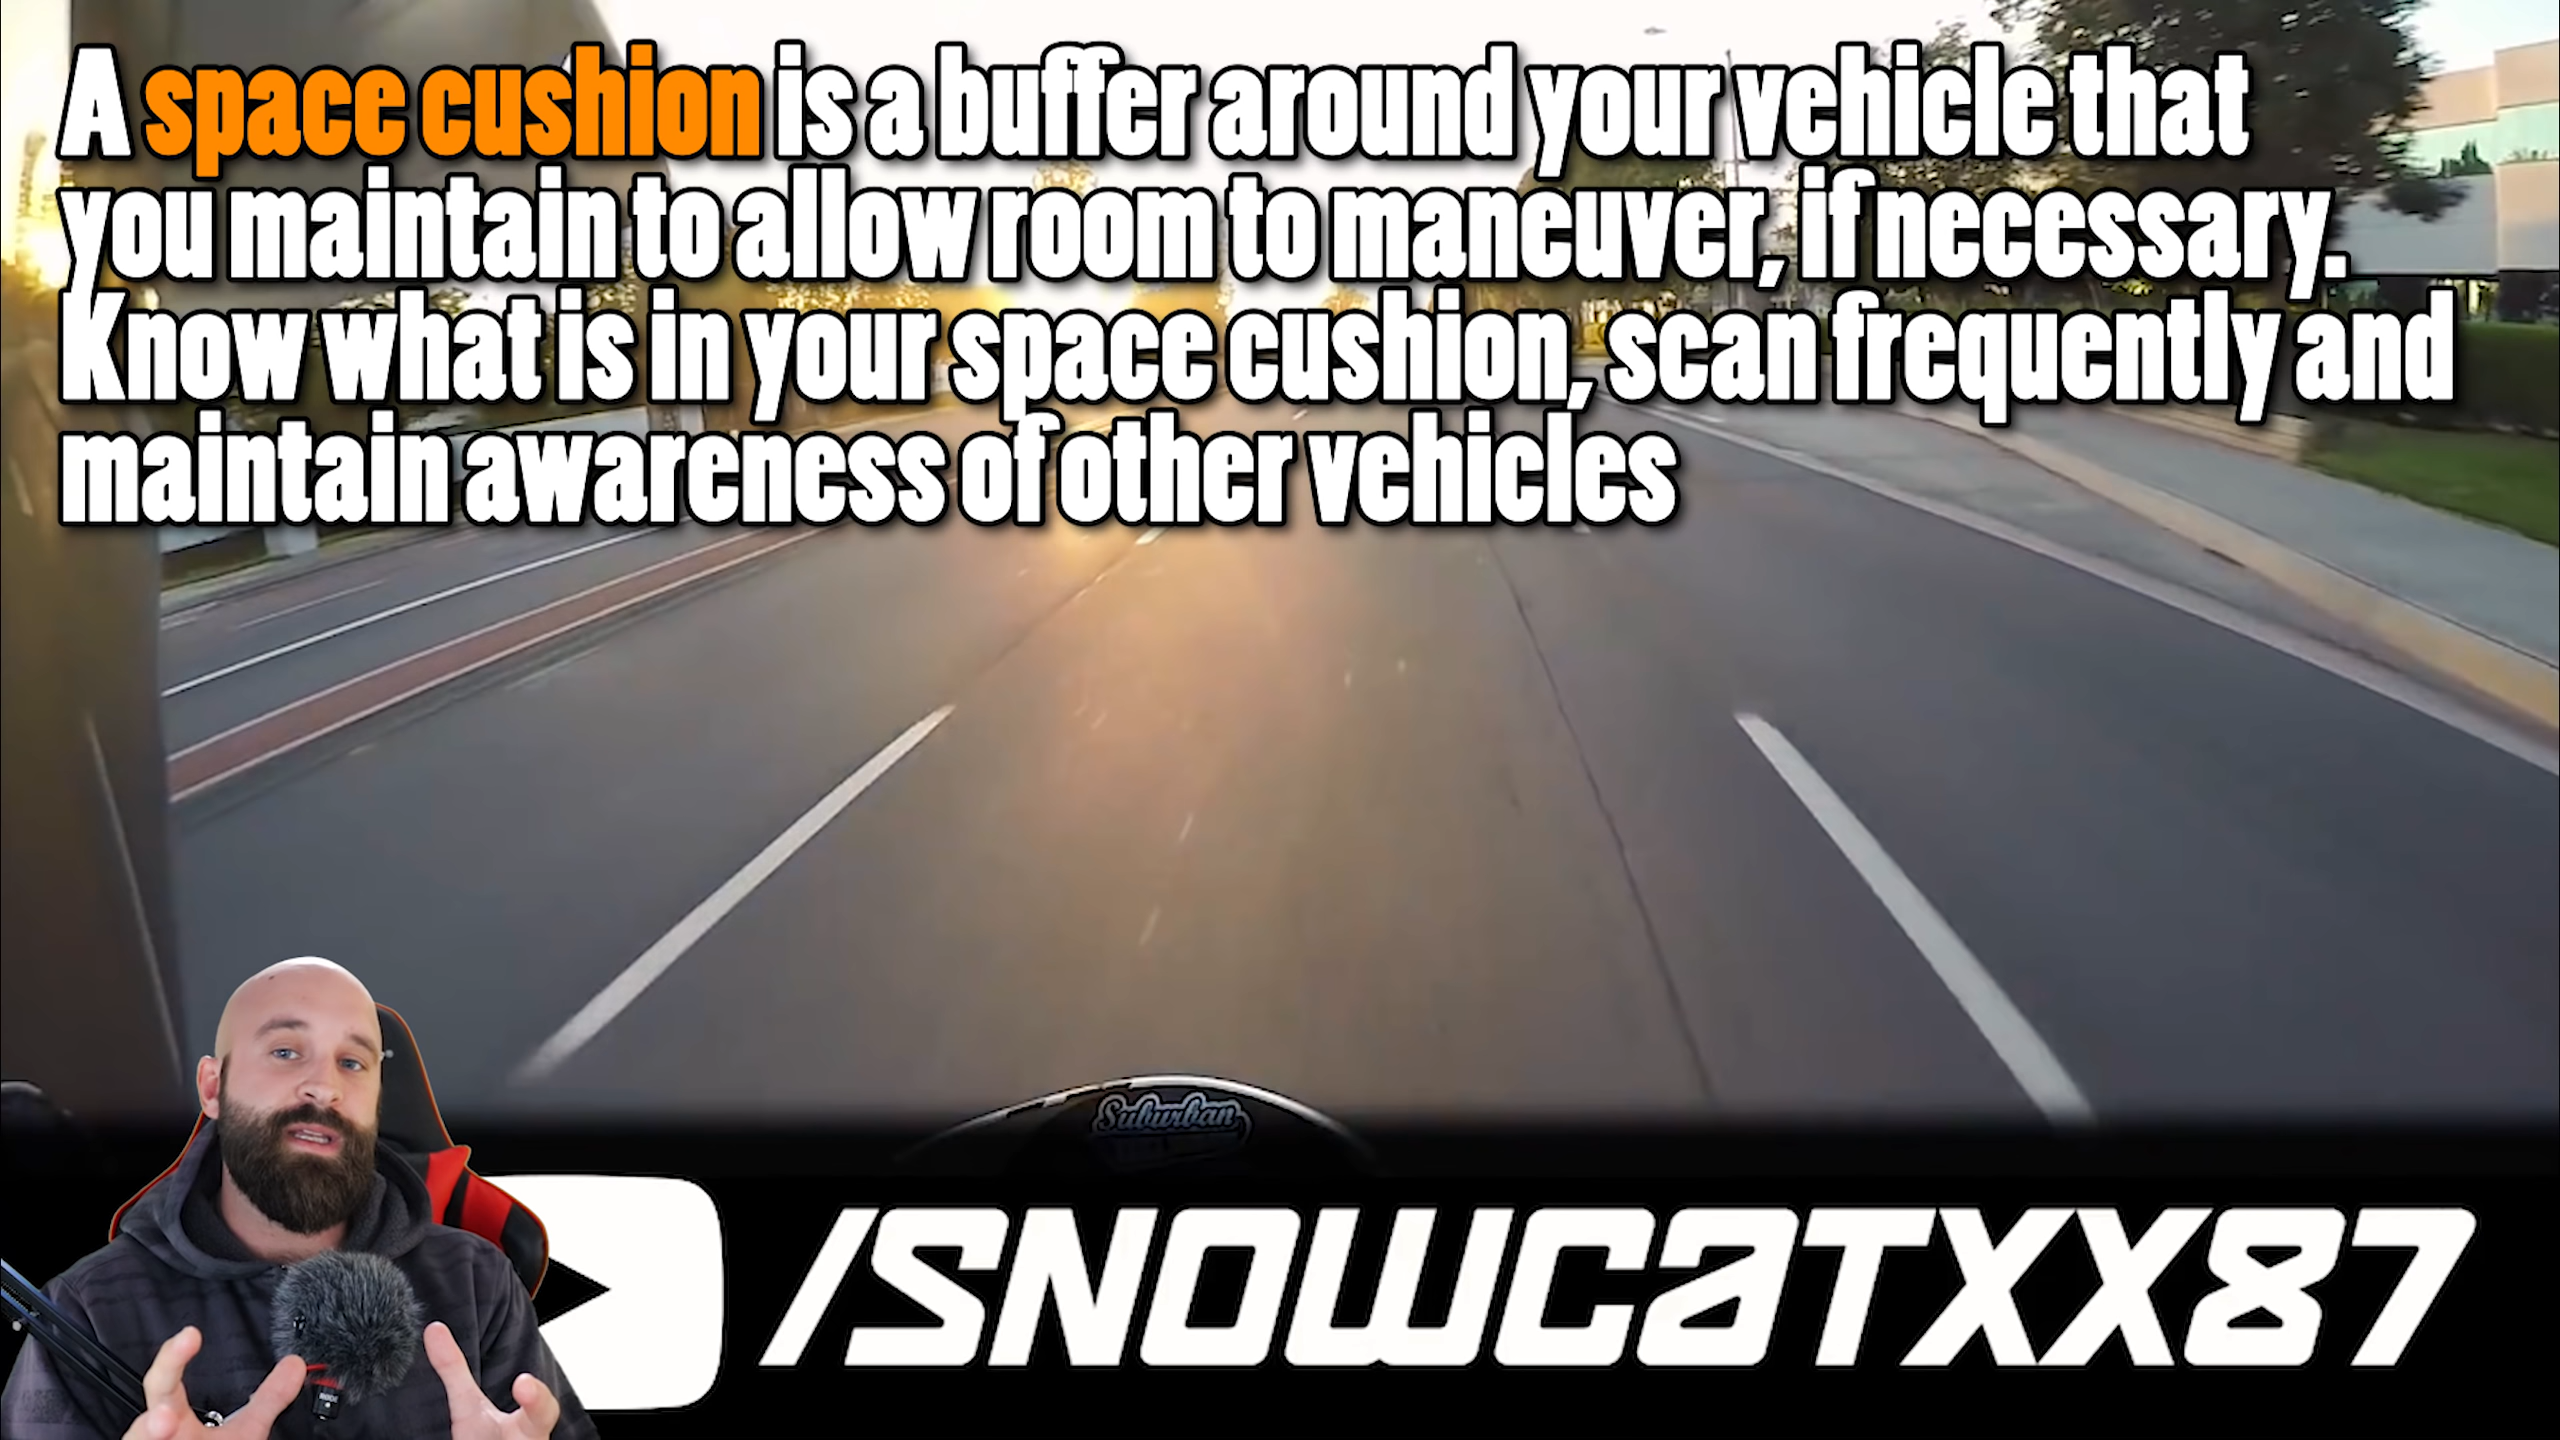 A space cushion is a buffer around your vehicle that
you maintain to allow room to maneuver, if necessary.
Know what is in your space cushion, scan frequently and
maintain awareness of other vehicles
Suburban
/SNOWCATXX87
RODE